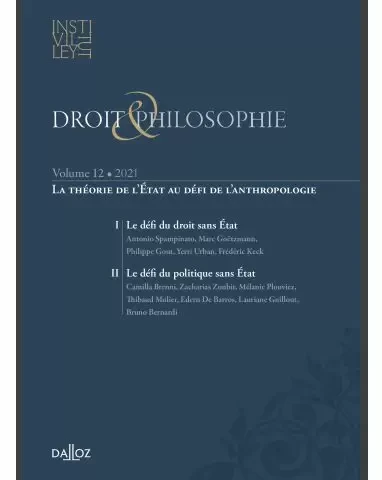 INSTI
TUT
VIL
LEY
DROIT & PHILOSOPHIE
Volume 12 • 2021
LA THÉORIE DE L'ÉTAT AU DÉFI DE L'ANTHROPOLOGIE
I Le défi du droit sans État
Antonio Spampinato, Marc Goëtzmann,
Philippe Gout, Yerri Urban, Frédéric Keck
II Le défi du politique sans État
Camilla Brenni, Zacharias Zoubir, Mélanie Plouviez,
Thibaud Mulier, Edern De Barros, Lauriane Guillout,
Bruno Bernardi
DALLOZ